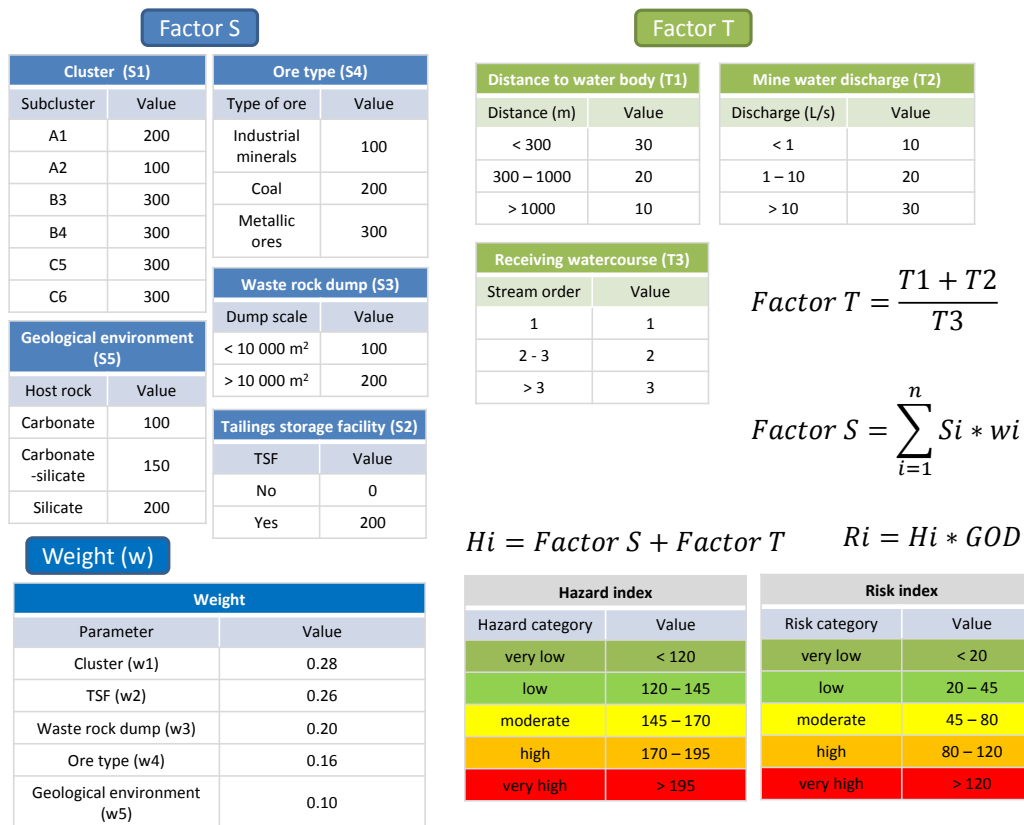 Factor S
Cluster (S1)
Subcluster Value
A1 200
A2 100
B3 300
B4 300
C5 300
C6 300
Geological environment
(S5)
Host rock Value
Carbonate 100
Carbonate
-silicate 150
Silicate 200
Ore type (S4)
Type of ore Value
Industrial
minerals 100
Coal 200
Metallic
ores 300
Waste rock dump (S3)
Dump scale Value
< 10 000 m² 100
> 10 000 m² 200
Tailings storage facility (S2)
TSF Value
No 0
Yes 200
Weight (w)
Weight
Parameter Value
Cluster (w1) 0.28
TSF (w2) 0.26
Waste rock dump (w3) 0.20
Ore type (w4) 0.16
Geological environment
(w5) 0.10
Factor T
Distance to water body (T1)
Distance (m) Value
< 300 30
300 – 1000 20
> 1000 10
Mine water discharge (T2)
Discharge (L/s) Value
< 1 10
1 – 10 20
> 10 30
Receiving watercourse (T3)
Stream order Value
1 1
2 - 3 2
> 3 3
T1 + T2
Factor T =
T3
n
Factor S = ∑ Si * wi
i=1
Hi = Factor S + Factor T
Ri = Hi * GOD
Hazard index
Hazard category Value
very low < 120
low 120 – 145
moderate 145 – 170
high 170 – 195
very high > 195
Risk index
Risk category Value
very low < 20
low 20 – 45
moderate 45 – 80
high 80 – 120
very high > 120